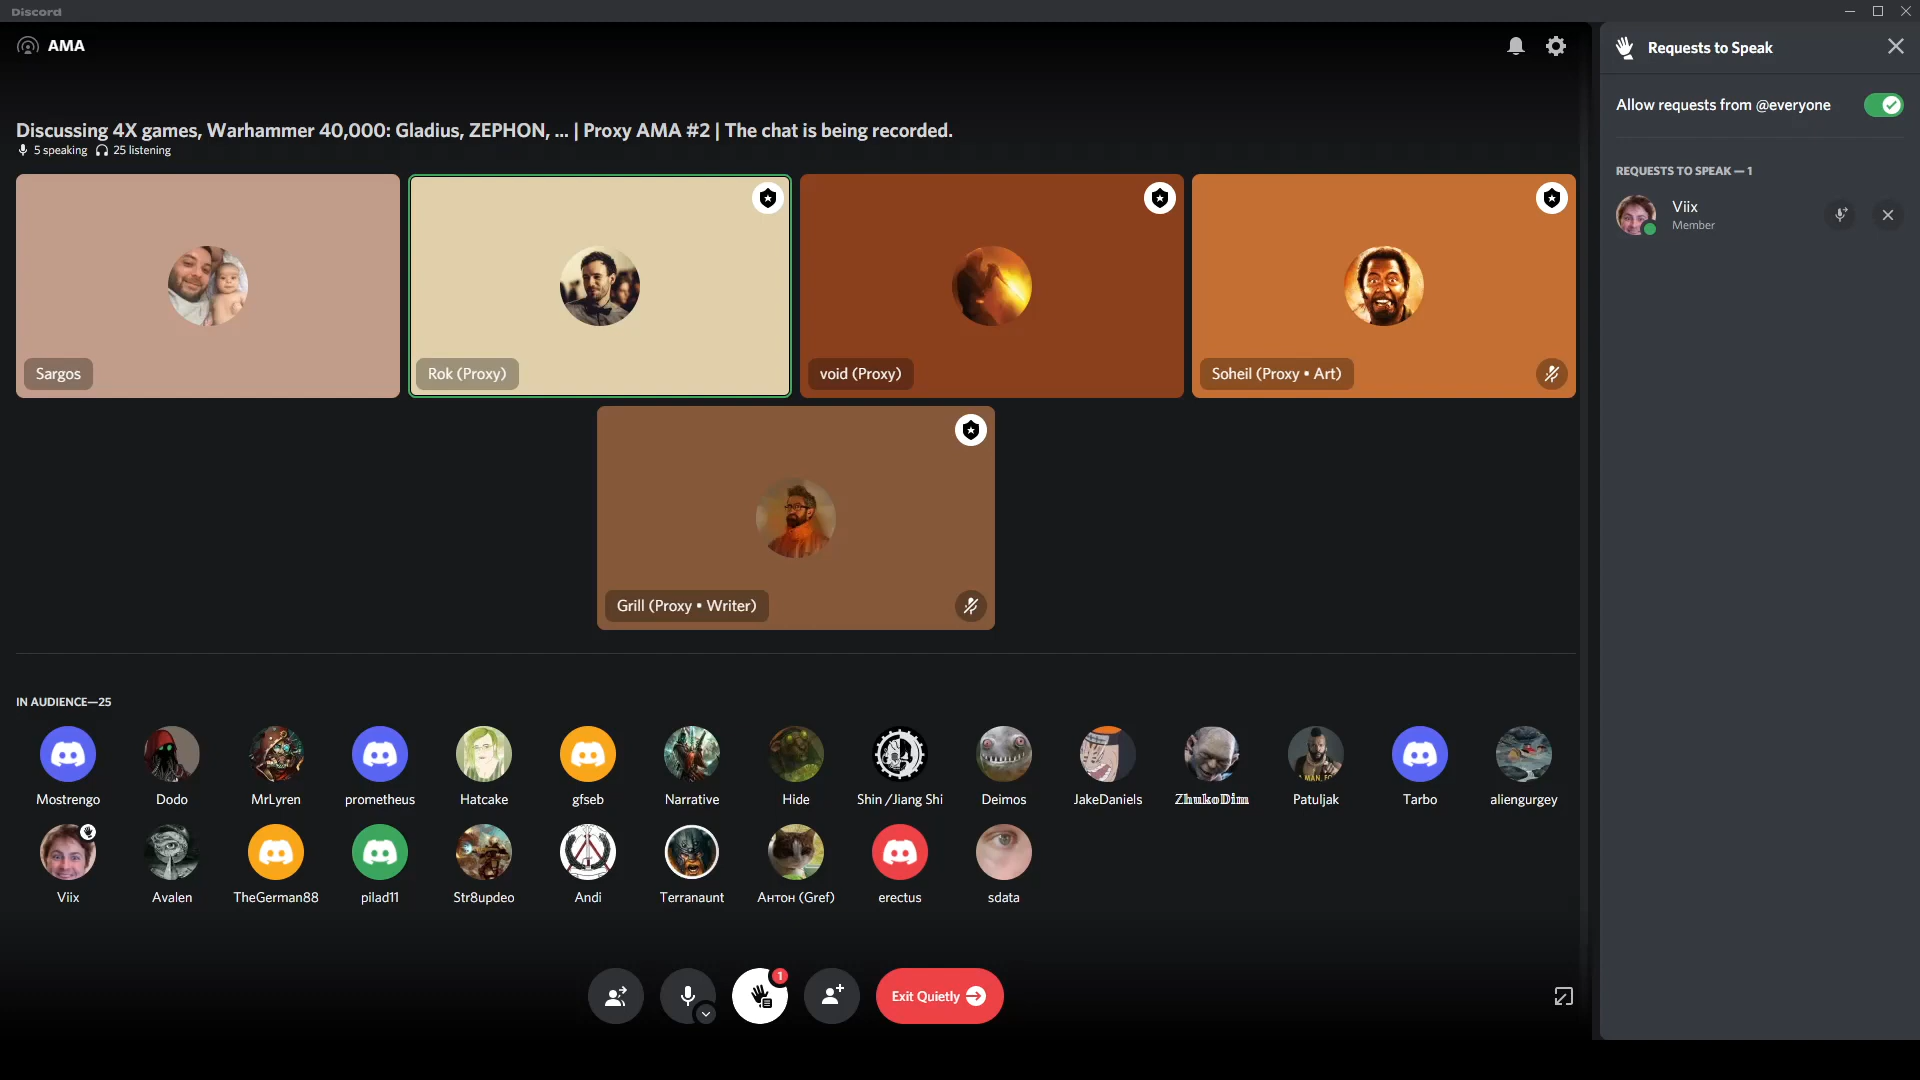 Discord
AMA
Requests to Speak
Allow requests from @everyone
Discussing 4X games, Warhammer 40,000: Gladius, ZEPHON, ... | Proxy AMA #2 | The chat is being recorded.
5 speaking 25 listening
REQUESTS TO SPEAK — 1
Viix
Member
Sargos
Rok (Proxy)
void (Proxy)
Soheil (Proxy • Art)
Grill (Proxy • Writer)
IN AUDIENCE—25
Mostrengo Dodo MrLyren prometheus Hatcake gfseb Narrative Hide Shin /Jiang Shi Deimos JakeDaniels ZhukoDim Patuljak Tarbo aliengurgey
Viix Avalen TheGerman88 pilad11 Str8updeo Andi Terranaunt Антон (Gref) erectus sdata
1
Exit Quietly